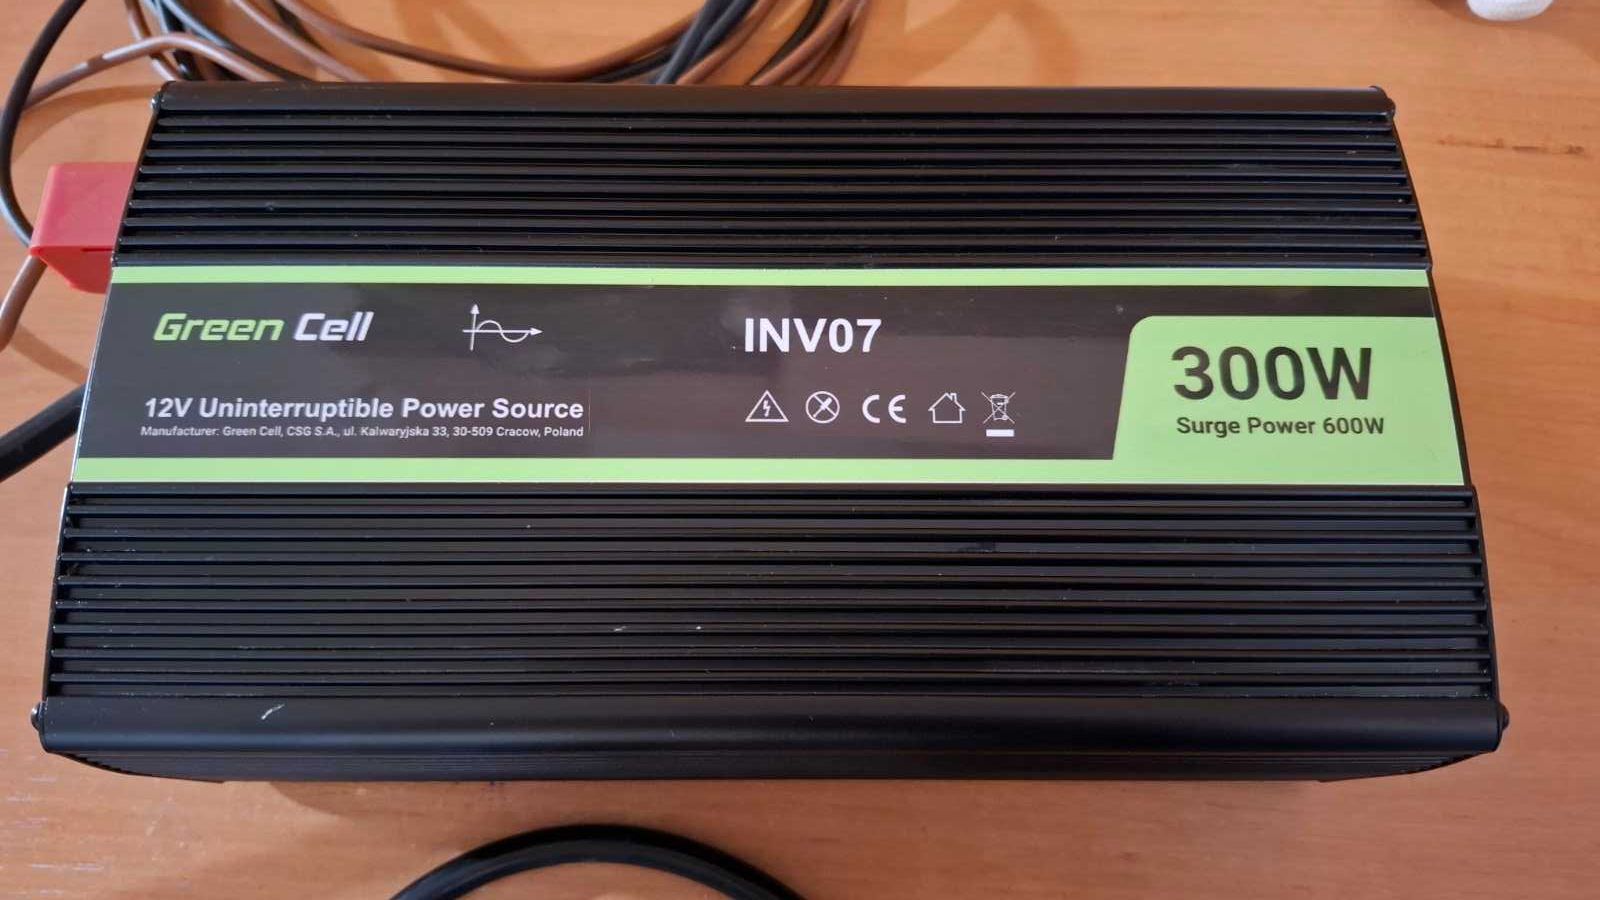 Green Cell
INV07
300W
Surge Power 600W
12V Uninterruptible Power Source
Manufacturer: Green Cell, CSG S.A., ul. Kalwaryjska 33, 30-509 Cracow, Poland
CE